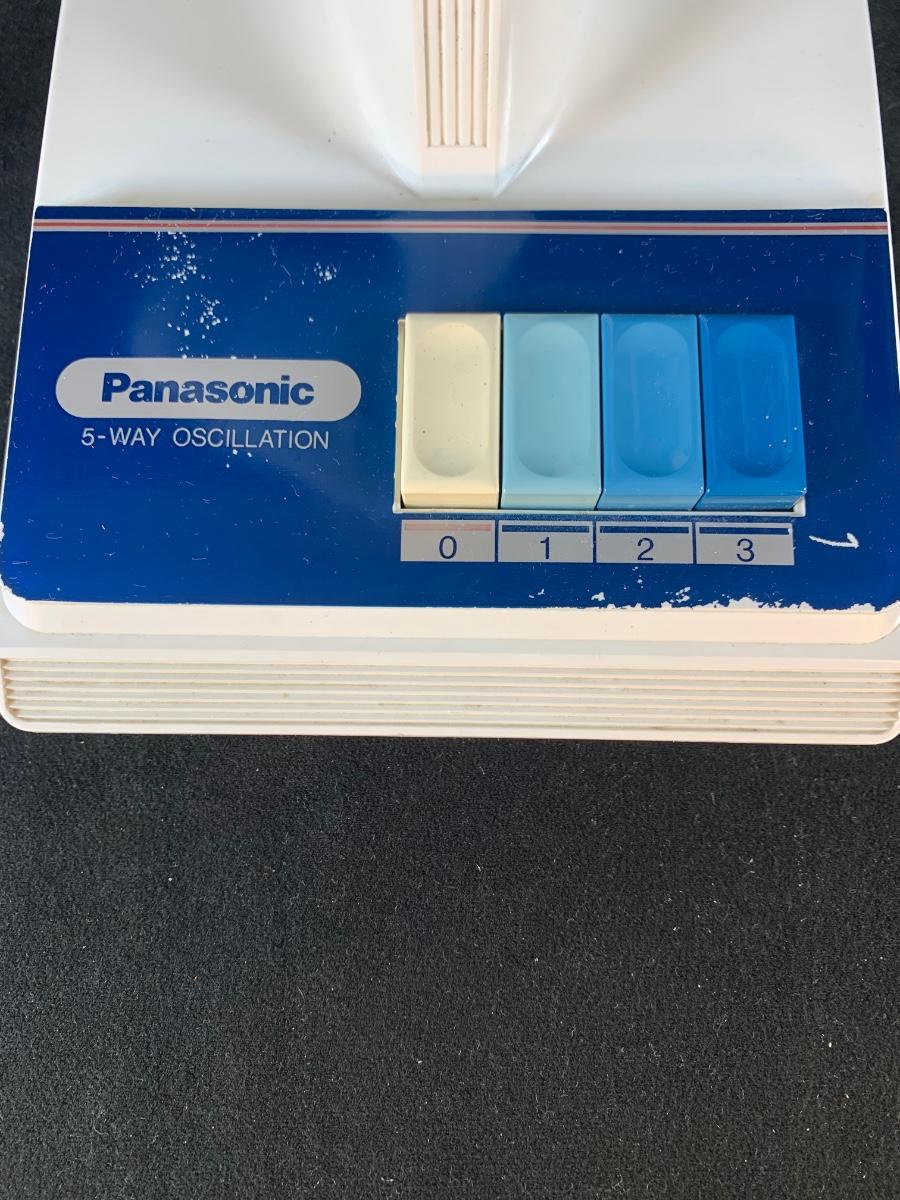 Panasonic
5-WAY OSCILLATION
0 1 2 3